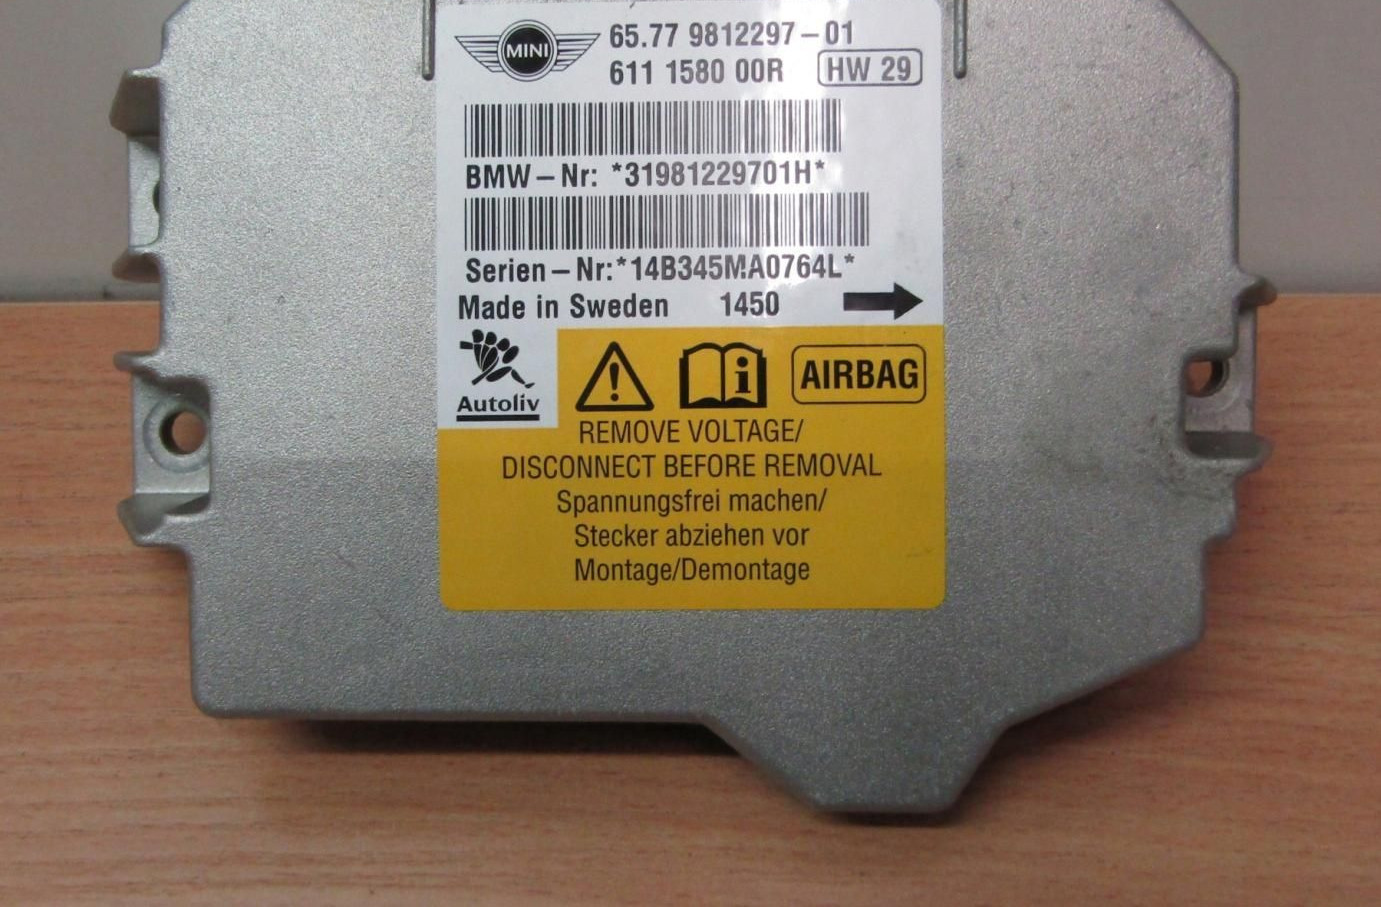 MINI
65.77 9812297-01
611 1580 00R HW 29
BMW-Nr: *31981229701H*
Serien-Nr:*14B345MA0764L*
Made in Sweden 1450
Autoliv
AIRBAG
REMOVE VOLTAGE/
DISCONNECT BEFORE REMOVAL
Spannungsfrei machen/
Stecker abziehen vor
Montage/Demontage